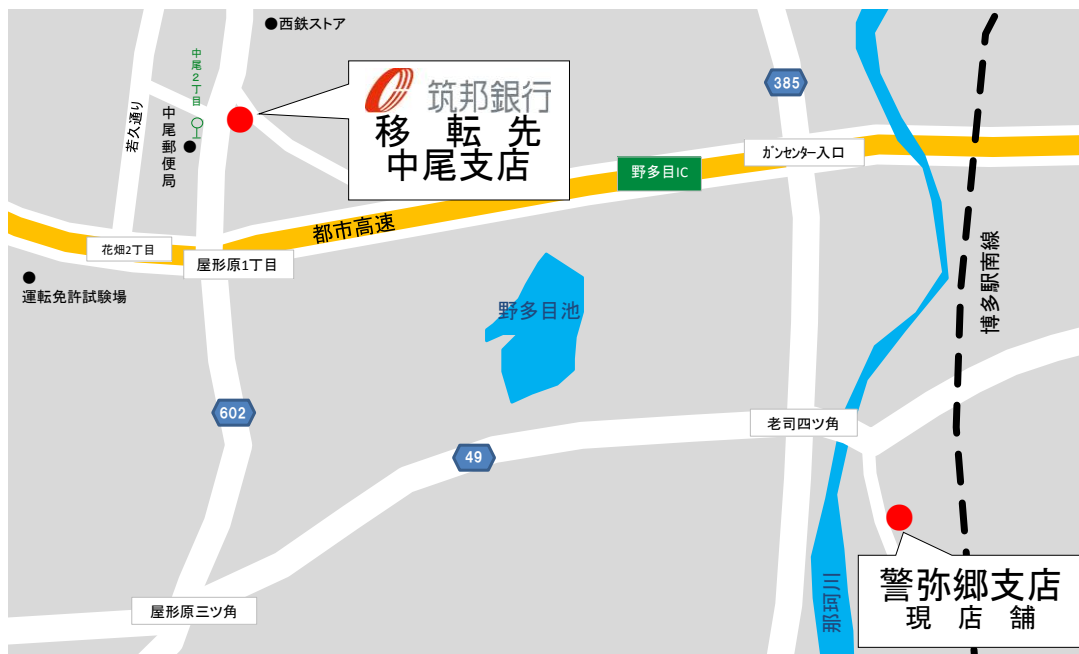 西鉄ストア
中尾2丁目
若久通り
中尾郵便局
筑邦銀行
移 転 先
中尾支店
385
ガンセンター入口
野多目IC
都市高速
花畑2丁目
屋形原1丁目
運転免許試験場
野多目池
博多駅南線
602
老司四ツ角
49
警弥郷支店
現 店 舗
那珂川
屋形原三ツ角